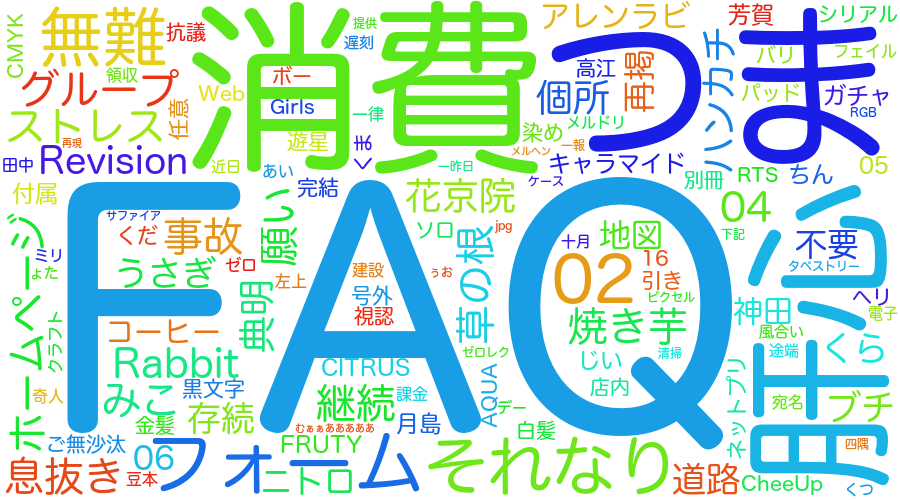 CMYK
無難
抗議
消費
提供
遅刻
つま
アレンラビ
芳賀
シリアル
グループ
領収
ボー
高江
再掲
ハンカチ
バリ
フェイル
Web
Girls
個所
パッド
ガチャ
RGB
ストレス
任意
遊星
一律
染め
メルドリ
再現
くま
メルヘン
一報
田中
Revision
近日
一昨日
キャラマイド
別冊
RTS
ちん
05
付属
あい
完結
ケース
サファイア
願い
花京院
04
下記
心
肝
ホームページ
くだ
事故
ソロ
jpg
地図
不要
ミリ
ゼロ
草の根
十月
タペストリー
よた
うさぎ
典明
左上
建設
ぅお
FAQ
02
16
引き
ヘリ
号外
ピクセル
神田
電子
クラフト
コーヒー
視認
焼き芋
風合い
ゼロレク
清掃
途端
くら
Rabbit
CITRUS
じい
奇人
みこ
黒文字
継続
課金
AQUA
店内
ネットプリ
宛名
ブチ
金髪
存続
むぁぁあああああ
月島
デー
白髪
ご無沙汰
06
フォーム
FRUTY
それなり
四隅
息抜き
豆本
ニトロ
道路
CheeUp
くつ